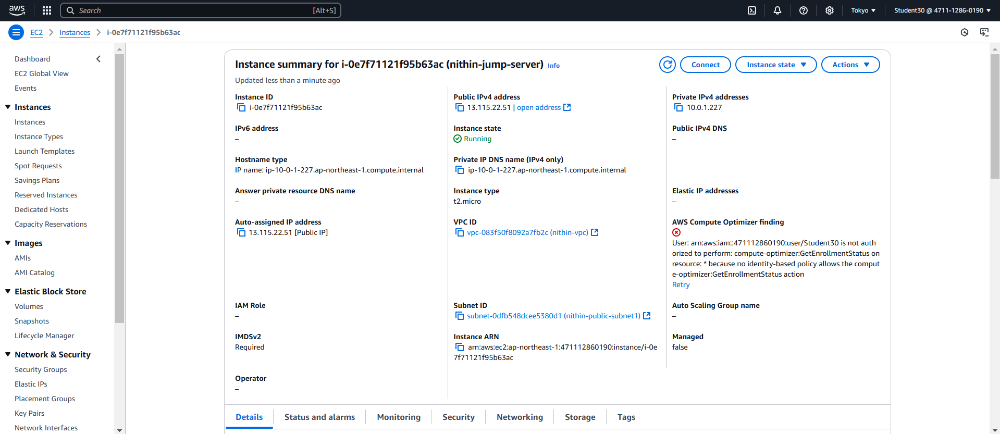 aws
Search [Alt+S]
Tokyo ▼
Student30 @ 4711-1286-0190 ▼
EC2 > Instances > i-0e7f71121f95b63ac
Dashboard
EC2 Global View
Events
▼ Instances
Instances
Instance Types
Launch Templates
Spot Requests
Savings Plans
Reserved Instances
Dedicated Hosts
Capacity Reservations
▼ Images
AMIs
AMI Catalog
▼ Elastic Block Store
Volumes
Snapshots
Lifecycle Manager
▼ Network & Security
Security Groups
Elastic IPs
Placement Groups
Key Pairs
Network Interfaces
Instance summary for i-0e7f71121f95b63ac (nithin-jump-server) Info
Updated less than a minute ago
Connect
Instance state ▼
Actions ▼
Instance ID
i-0e7f71121f95b63ac
Public IPv4 address
13.115.22.51 | open address
Private IPv4 addresses
10.0.1.227
IPv6 address
–
Instance state
Running
Public IPv4 DNS
–
Hostname type
IP name: ip-10-0-1-227.ap-northeast-1.compute.internal
Private IP DNS name (IPv4 only)
ip-10-0-1-227.ap-northeast-1.compute.internal
Answer private resource DNS name
–
Instance type
t2.micro
Elastic IP addresses
–
Auto-assigned IP address
13.115.22.51 [Public IP]
VPC ID
vpc-083f50f8092a7fb2c (nithin-vpc)
AWS Compute Optimizer finding
User: arn:aws:iam::471112860190:user/Student30 is not auth
orized to perform: compute-optimizer:GetEnrollmentStatus on
resource: * because no identity-based policy allows the comput
e-optimizer:GetEnrollmentStatus action
Retry
IAM Role
–
Subnet ID
subnet-0dfb548dcee5380d1 (nithin-public-subnet1)
Auto Scaling Group name
–
IMDSv2
Required
Instance ARN
arn:aws:ec2:ap-northeast-1:471112860190:instance/i-0e
7f71121f95b63ac
Managed
false
Operator
–
Details
Status and alarms
Monitoring
Security
Networking
Storage
Tags